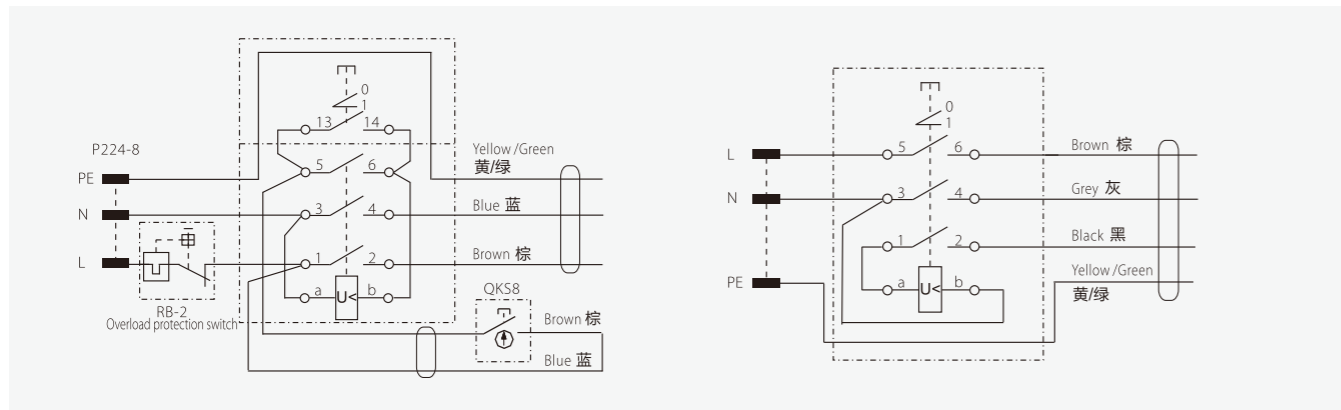 P224-8
PE
N
L
RB-2
Overload protection switch
0
1
13 14
5 6
3 4
1 2
a U< b
Yellow /Green
黄/绿
Blue 蓝
Brown 棕
QKS8
Brown 棕
Blue 蓝
L
N
PE
0
1
5 6
3 4
1 2
a U< b
Brown 棕
Grey 灰
Black 黑
Yellow /Green
黄/绿